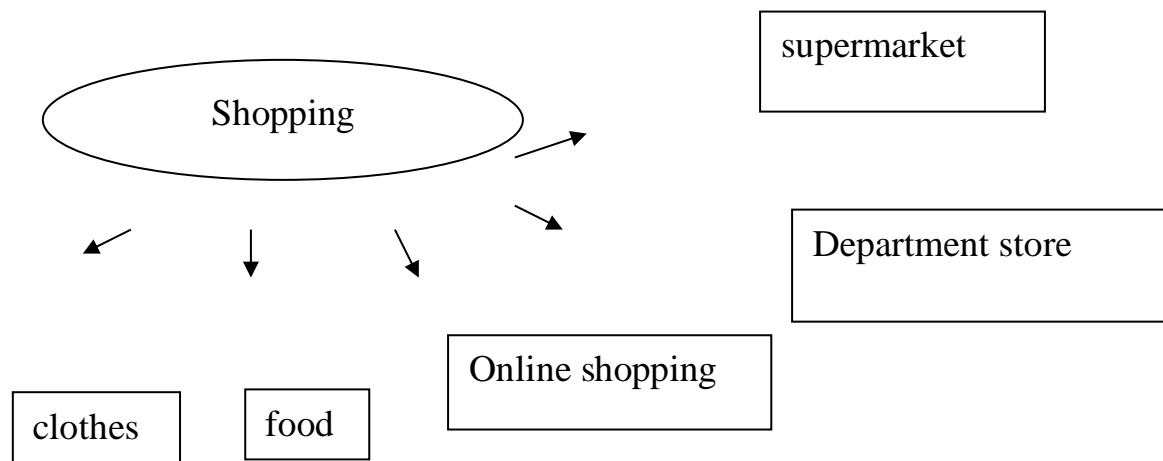 supermarket
Shopping
Department store
Online shopping
clothes
food